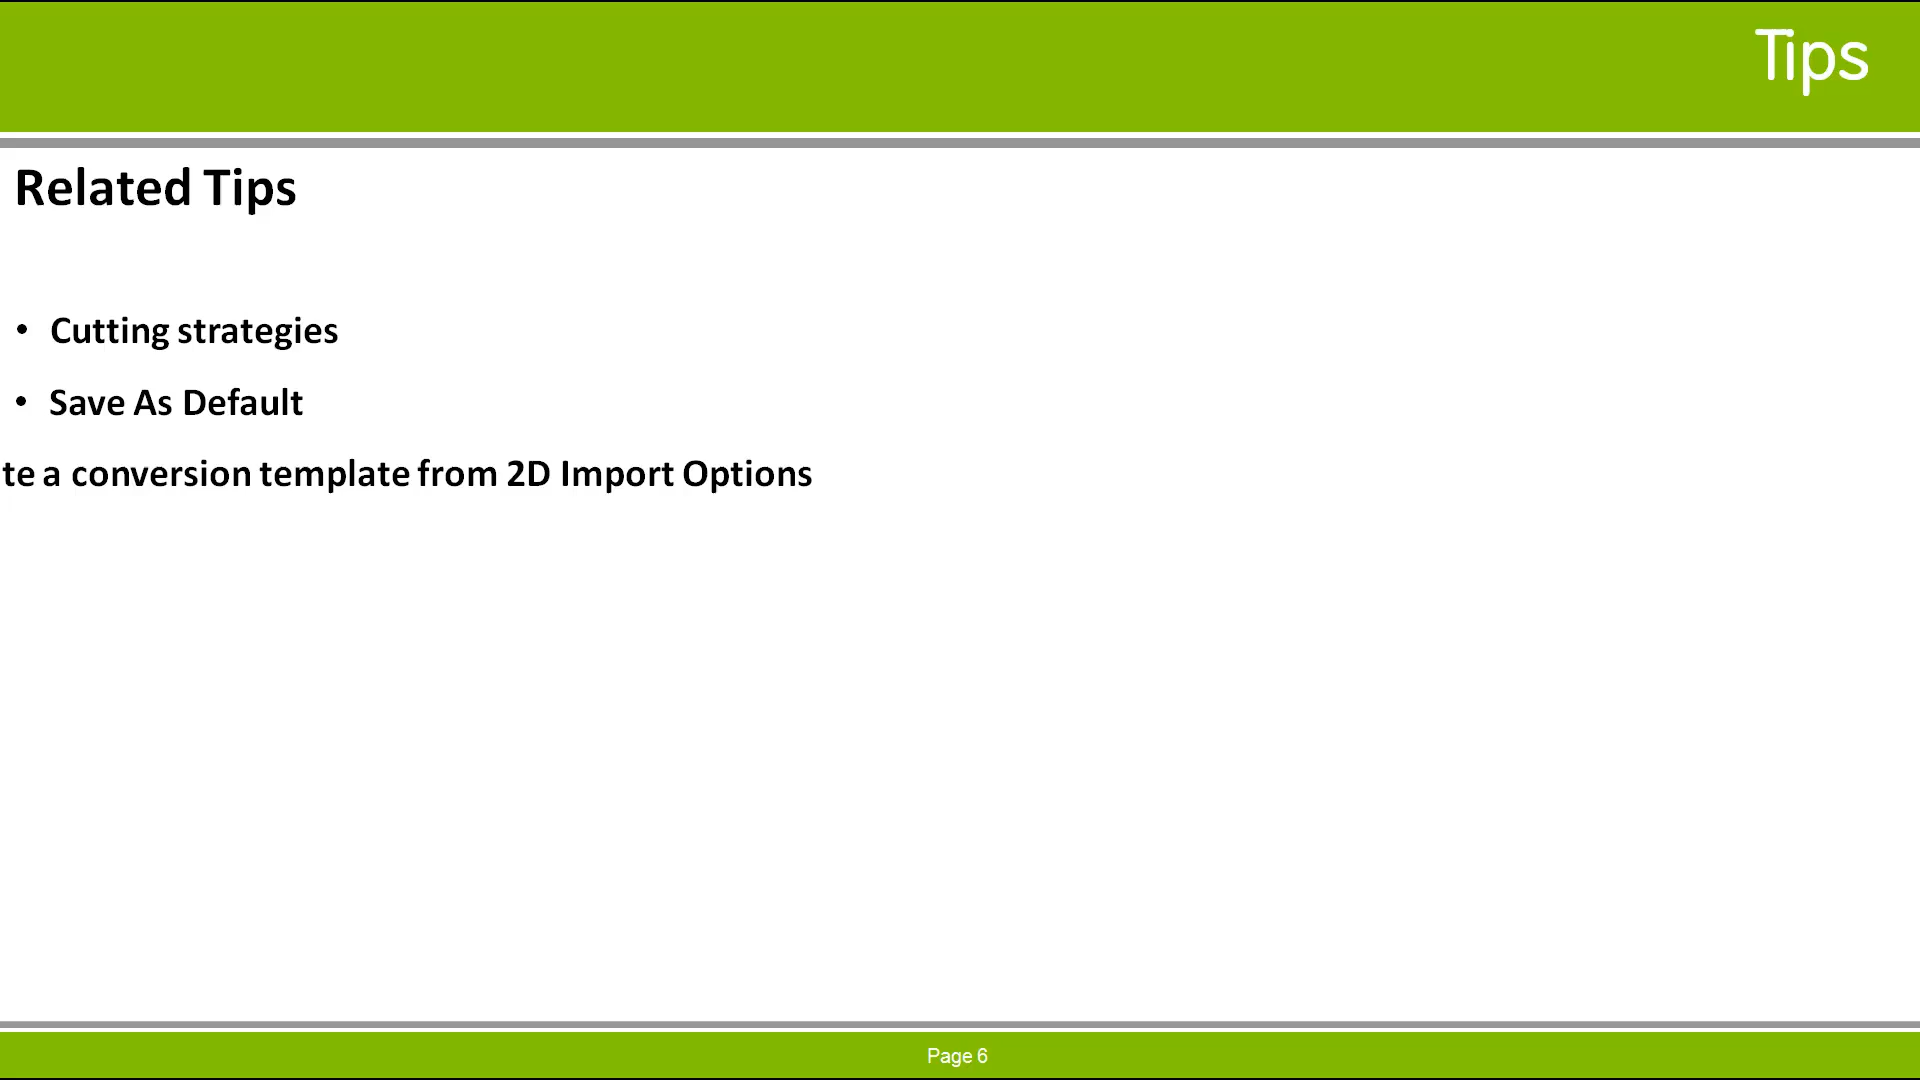 Tips
Related Tips
• Cutting strategies
• Save As Default
te a conversion template from 2D Import Options
Page 6